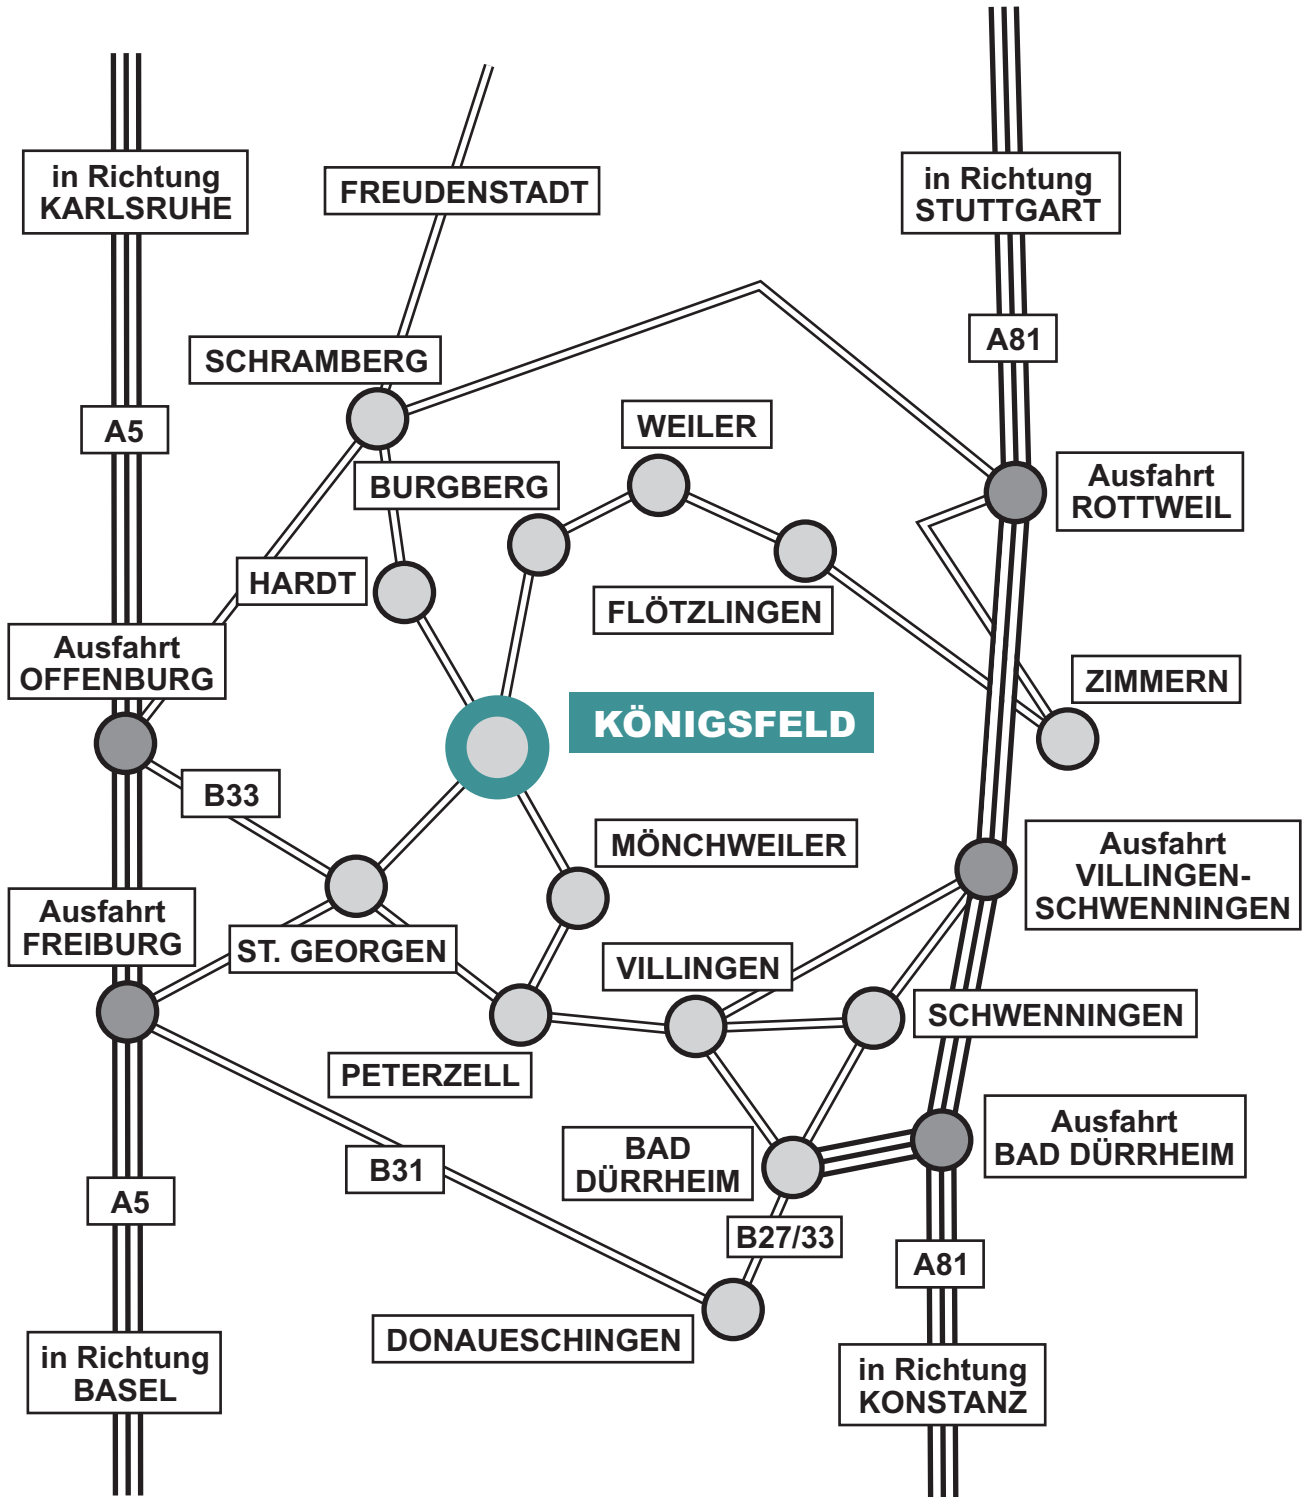 in Richtung
KARLSRUHE
FREUDENSTADT
in Richtung
STUTTGART
A81
SCHRAMBERG
A5
WEILER
BURGBERG
Ausfahrt
ROTTWEIL
HARDT
FLÖTZLINGEN
Ausfahrt
OFFENBURG
ZIMMERN
KÖNIGSFELD
B33
MÖNCHWEILER
Ausfahrt
VILLINGEN-
SCHWENNINGEN
Ausfahrt
FREIBURG
ST. GEORGEN
VILLINGEN
SCHWENNINGEN
PETERZELL
Ausfahrt
BAD DÜRRHEIM
BAD
DÜRRHEIM
B31
A5
B27/33
A81
DONAUESCHINGEN
in Richtung
BASEL
in Richtung
KONSTANZ